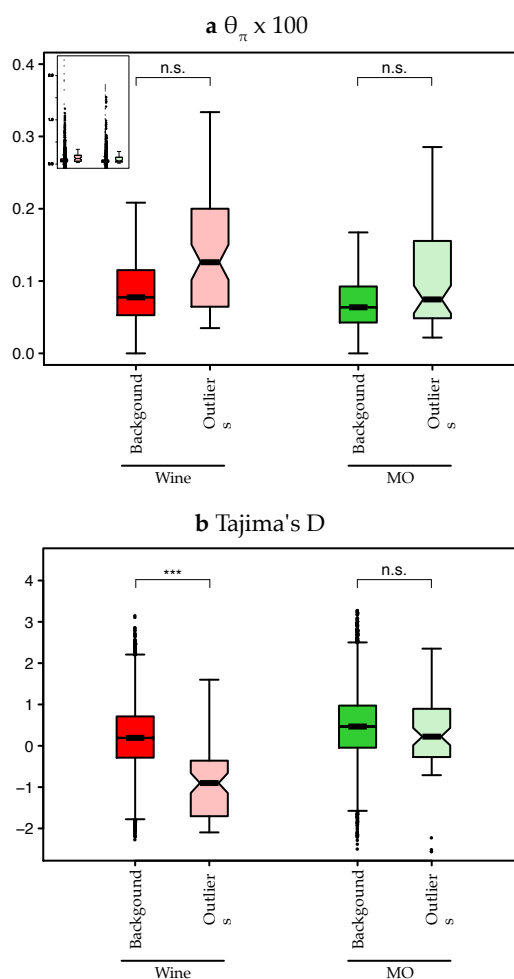 a θπ x 100
0.4
0.3
0.2
0.1
0.0
n.s.
n.s.
Backgound
Outlier
s
Backgound
Outlier
s
Wine
MO
b Tajima's D
4
3
2
1
0
−1
−2
***
n.s.
Backgound
Outlier
s
Backgound
Outlier
s
Wine
MO